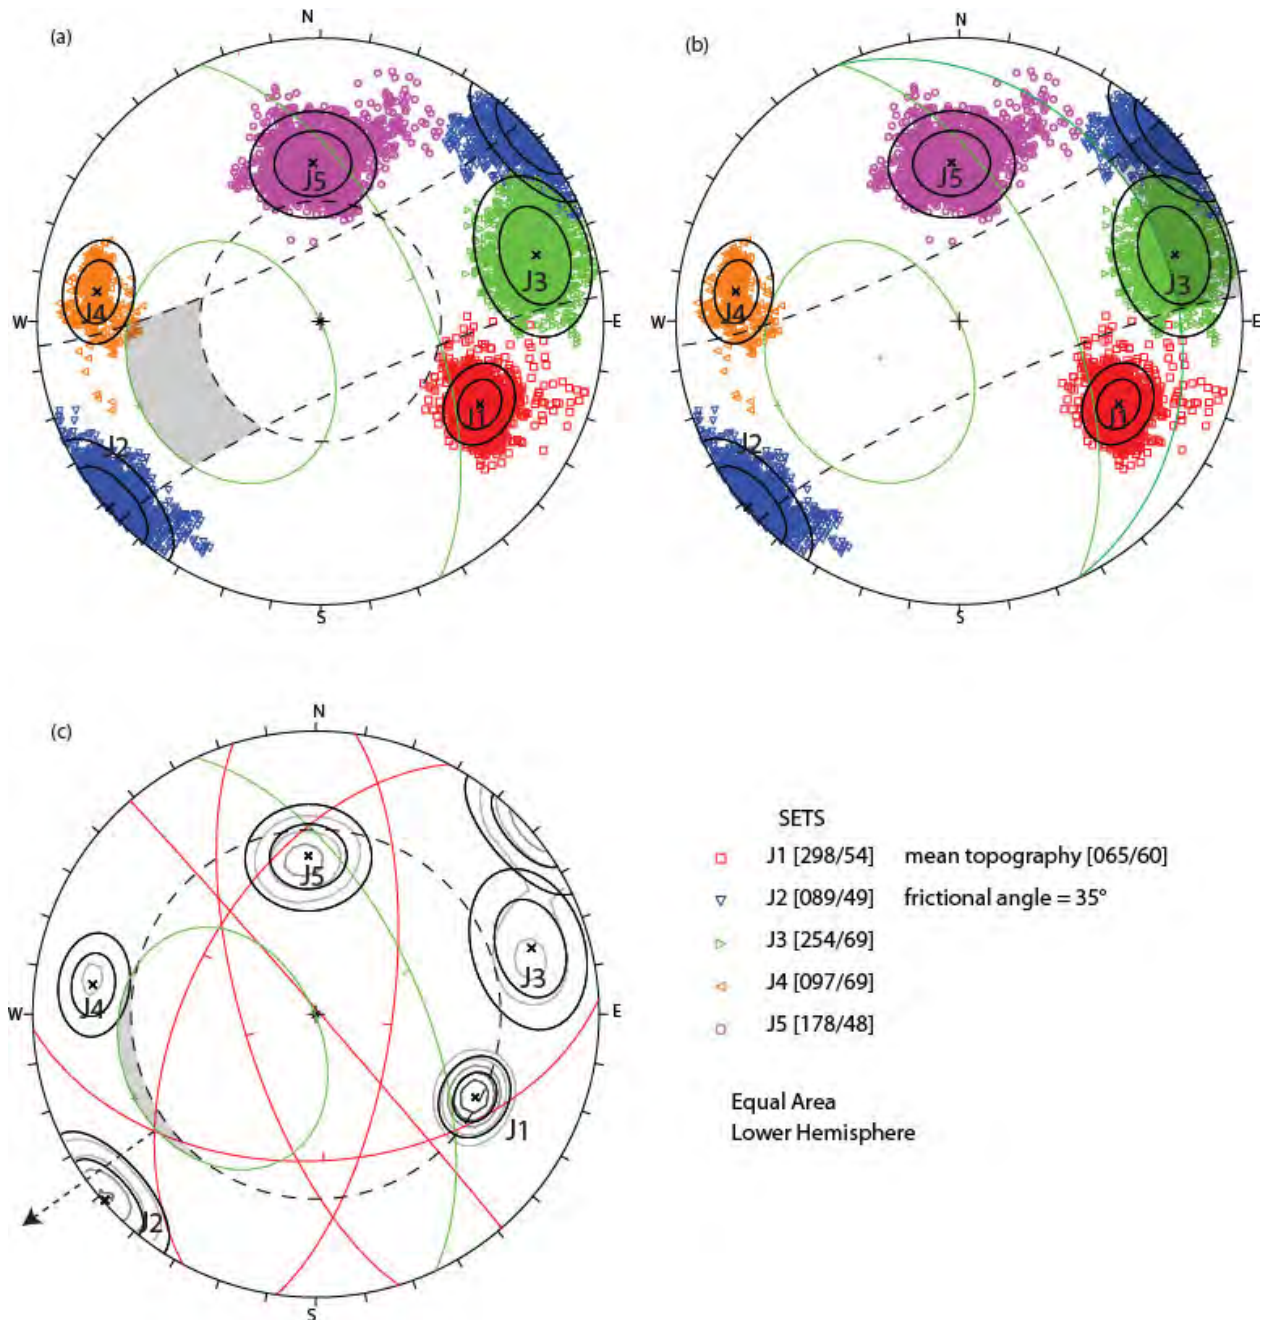 (a)
N
J5
J3
J4
W
E
J1
J2
S
(b)
N
J5
J3
J4
W
E
J1
J2
S
(c)
N
J5
J3
J4
W
E
J1
J2
S
SETS
J1 [298/54] mean topography [065/60]
J2 [089/49] frictional angle = 35°
J3 [254/69]
J4 [097/69]
J5 [178/48]
Equal Area
Lower Hemisphere